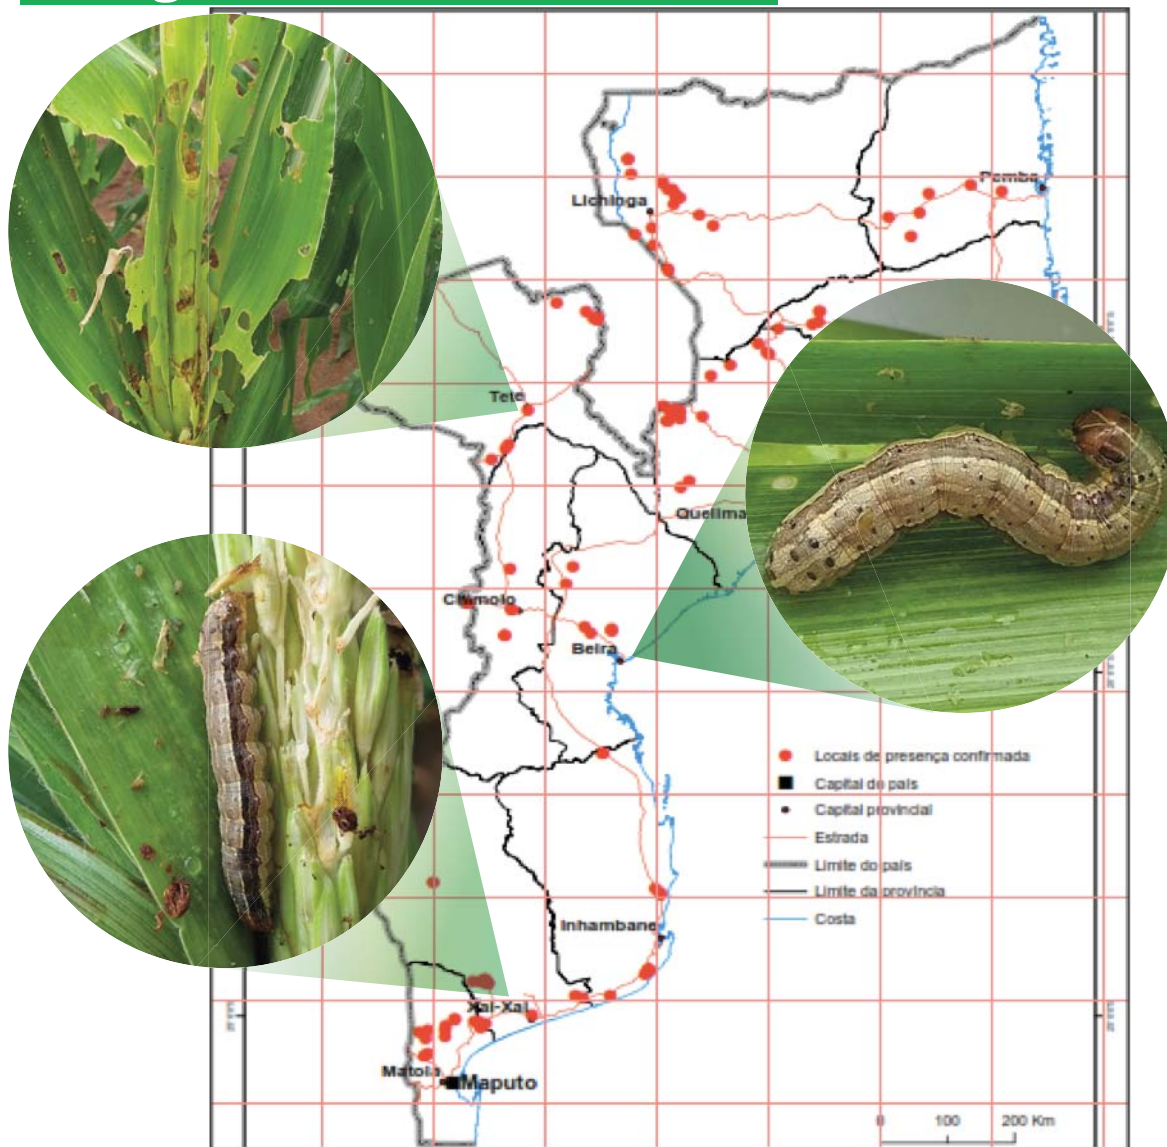 Pemba
Lichinga
Tete
Quelima
Chimoio
Beira
Locais de presença confirmada
Capital do país
Capital provincial
Estrada
Limite do país
Limite da província
Costa
Inhambane
Xai-Xai
Matola
Maputo
0 100 200 Km